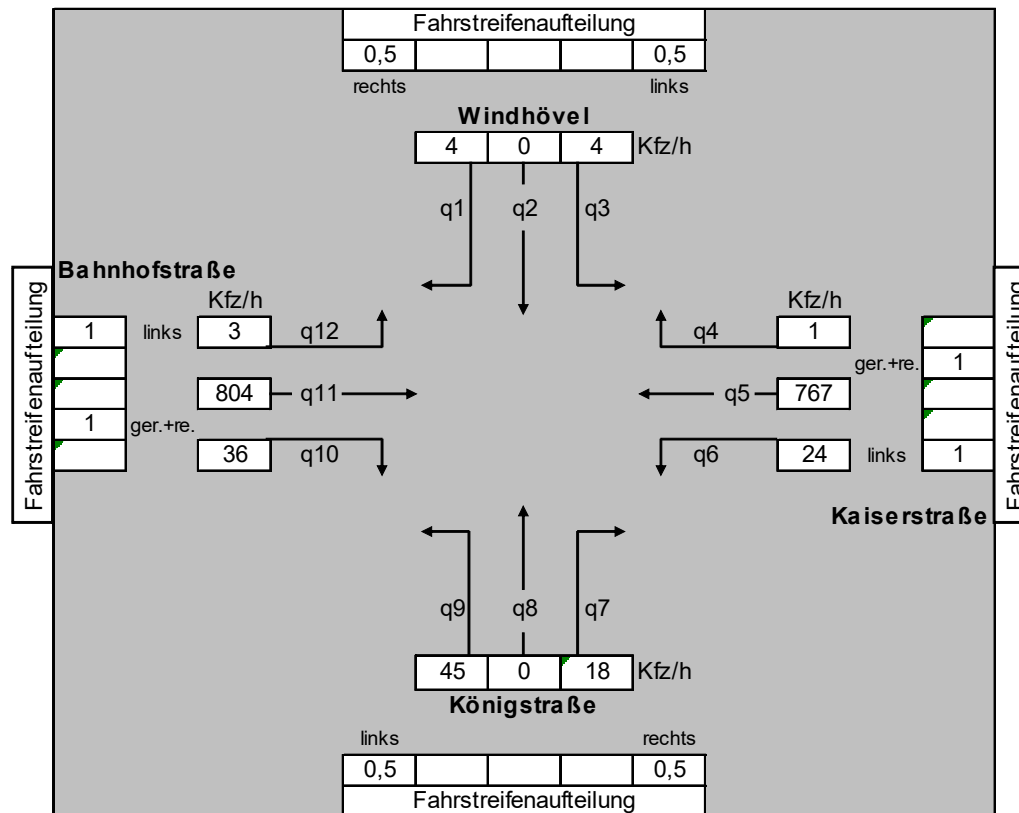 Fahrstreifenaufteilung
0,5 0,5
rechts links
Windhövel
4 0 4 Kfz/h
q1 q2 q3
Bahnhofstraße
Fahrstreifenaufteilung
Kfz/h
1 links 3 q12
804 q11
1 ger.+re.
36 q10
Kfz/h
q4 1
ger.+re. 1
q5 767
q6 24 links 1
Fahrstreifenaufteilung
Kaiserstraße
q9 q8 q7
45 0 18 Kfz/h
Königstraße
links rechts
0,5 0,5
Fahrstreifenaufteilung